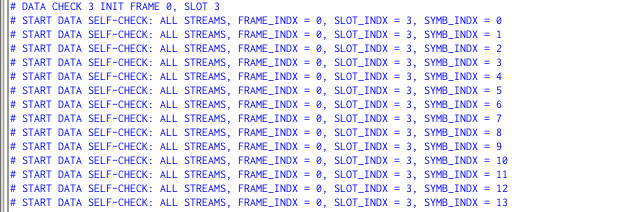 # DATA CHECK 3 INIT FRAME 0, SLOT 3
# START DATA SELF-CHECK: ALL STREAMS, FRAME_INDX = 0, SLOT_INDX = 3, SYMB_INDX = 0
# START DATA SELF-CHECK: ALL STREAMS, FRAME_INDX = 0, SLOT_INDX = 3, SYMB_INDX = 1
# START DATA SELF-CHECK: ALL STREAMS, FRAME_INDX = 0, SLOT_INDX = 3, SYMB_INDX = 2
# START DATA SELF-CHECK: ALL STREAMS, FRAME_INDX = 0, SLOT_INDX = 3, SYMB_INDX = 3
# START DATA SELF-CHECK: ALL STREAMS, FRAME_INDX = 0, SLOT_INDX = 3, SYMB_INDX = 4
# START DATA SELF-CHECK: ALL STREAMS, FRAME_INDX = 0, SLOT_INDX = 3, SYMB_INDX = 5
# START DATA SELF-CHECK: ALL STREAMS, FRAME_INDX = 0, SLOT_INDX = 3, SYMB_INDX = 6
# START DATA SELF-CHECK: ALL STREAMS, FRAME_INDX = 0, SLOT_INDX = 3, SYMB_INDX = 7
# START DATA SELF-CHECK: ALL STREAMS, FRAME_INDX = 0, SLOT_INDX = 3, SYMB_INDX = 8
# START DATA SELF-CHECK: ALL STREAMS, FRAME_INDX = 0, SLOT_INDX = 3, SYMB_INDX = 9
# START DATA SELF-CHECK: ALL STREAMS, FRAME_INDX = 0, SLOT_INDX = 3, SYMB_INDX = 10
# START DATA SELF-CHECK: ALL STREAMS, FRAME_INDX = 0, SLOT_INDX = 3, SYMB_INDX = 11
# START DATA SELF-CHECK: ALL STREAMS, FRAME_INDX = 0, SLOT_INDX = 3, SYMB_INDX = 12
# START DATA SELF-CHECK: ALL STREAMS, FRAME_INDX = 0, SLOT_INDX = 3, SYMB_INDX = 13